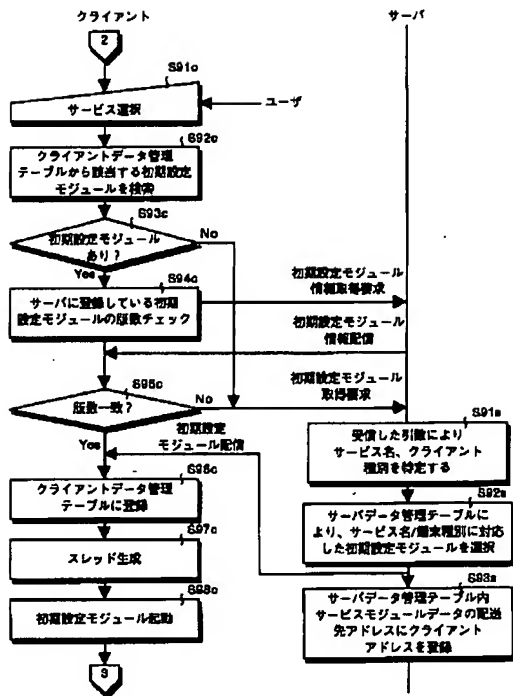 クライアント
サーバ
2
S91c
サービス選択
ユーザ
S92c
クライアントデータ管理
テーブルから該当する初期設定
モジュールを検索
S93c
初期設定モジュール
あり？
No
Yes
S94c
サーバに登録している初期
設定モジュールの版数チェック
初期設定モジュール
情報取得要求
初期設定モジュール
情報配信
S95c
版数一致？
No
初期設定モジュール
取得要求
Yes
初期設定
モジュール配信
S91s
受信した引数により
サービス名、クライアント
種別を特定する
S96c
クライアントデータ管理
テーブルに登録
S92s
サーバデータ管理テーブルに
より、サービス名/端末種別に対応
した初期設定モジュールを選択
S97c
スレッド生成
S93s
サーバデータ管理テーブル内
サービスモジュールデータの配送
先アドレスにクライアント
アドレスを登録
S98c
初期設定モジュール起動
3